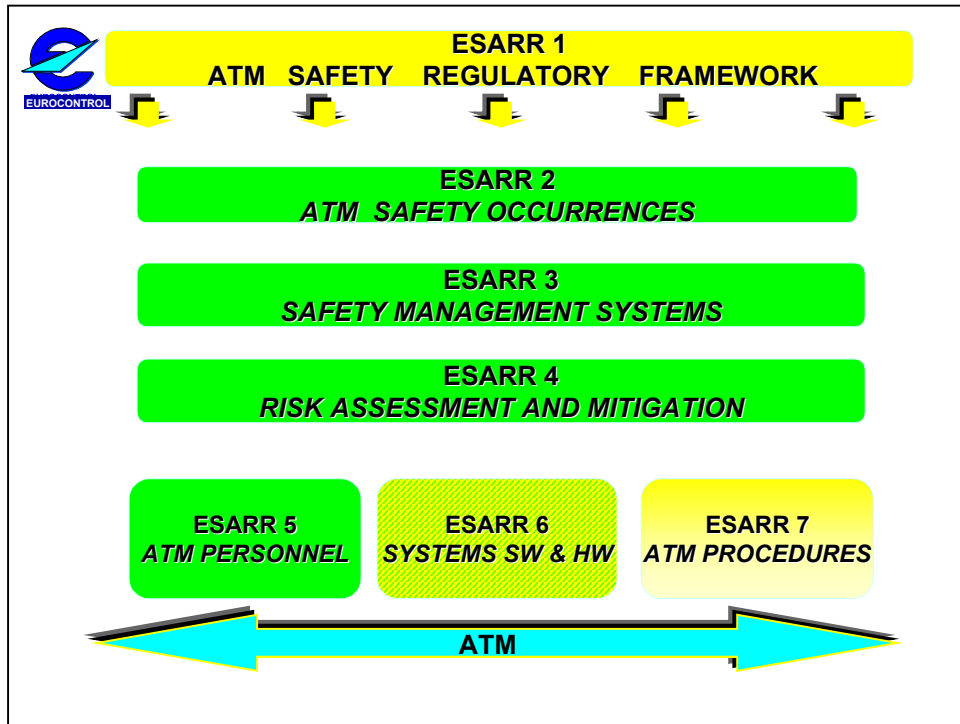 ESARR 1
ATM SAFETY REGULATORY FRAMEWORK
EUROCONTROL
ESARR 2
ATM SAFETY OCCURRENCES
ESARR 3
SAFETY MANAGEMENT SYSTEMS
ESARR 4
RISK ASSESSMENT AND MITIGATION
ESARR 5
ATM PERSONNEL
ESARR 6
SYSTEMS SW & HW
ESARR 7
ATM PROCEDURES
ATM